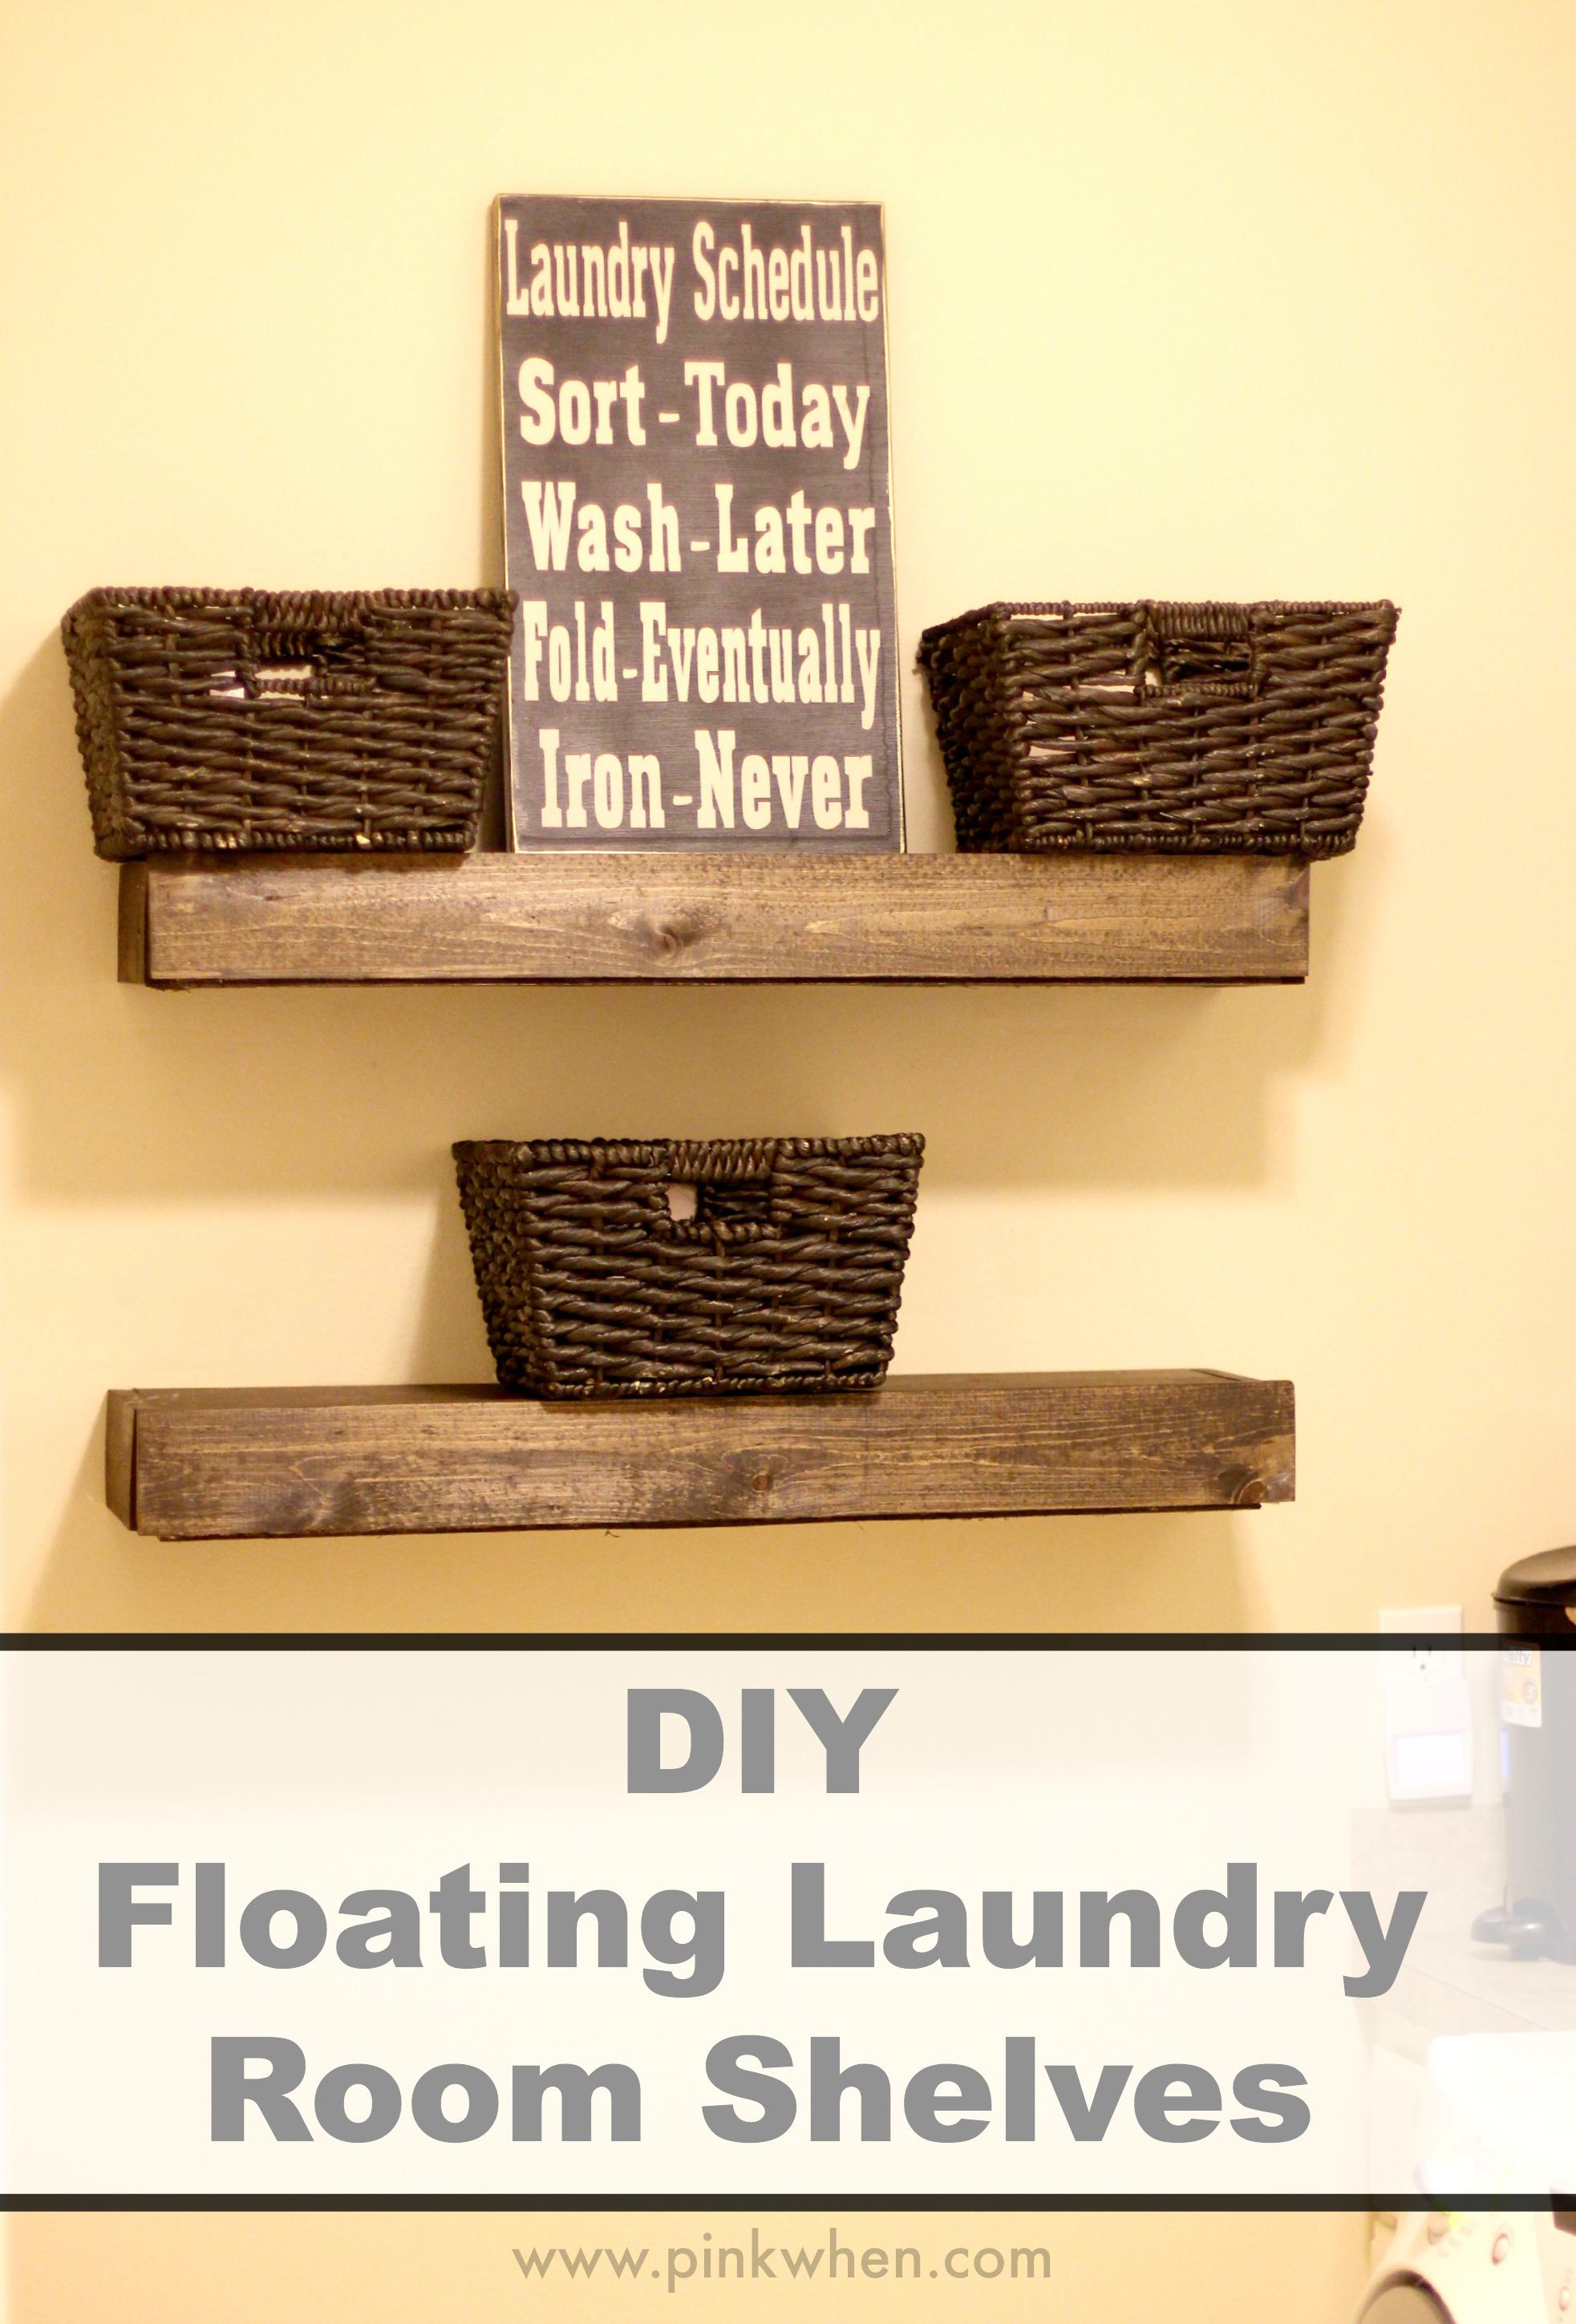 Laundry Schedule
Sort-Today
Wash-Later
Fold-Eventually
Iron-Never
DIY
Floating Laundry
Room Shelves
www.pinkwhen.com